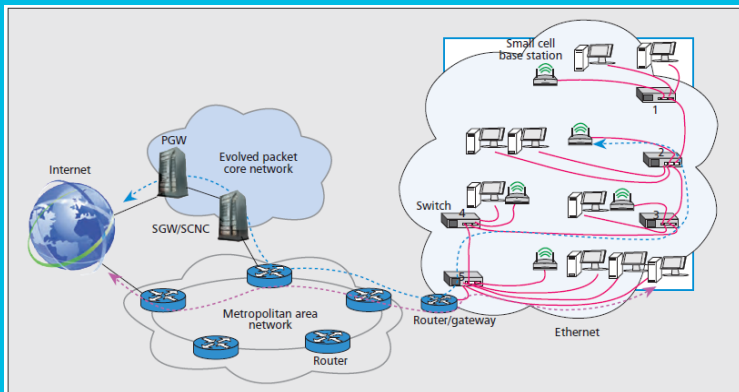 Small cell
base station
1
PGW
Evolved packet
core network
2
Internet
SGW/SCNC
Switch
4
3
5
Metropolitan area
network
Router/gateway
Ethernet
Router